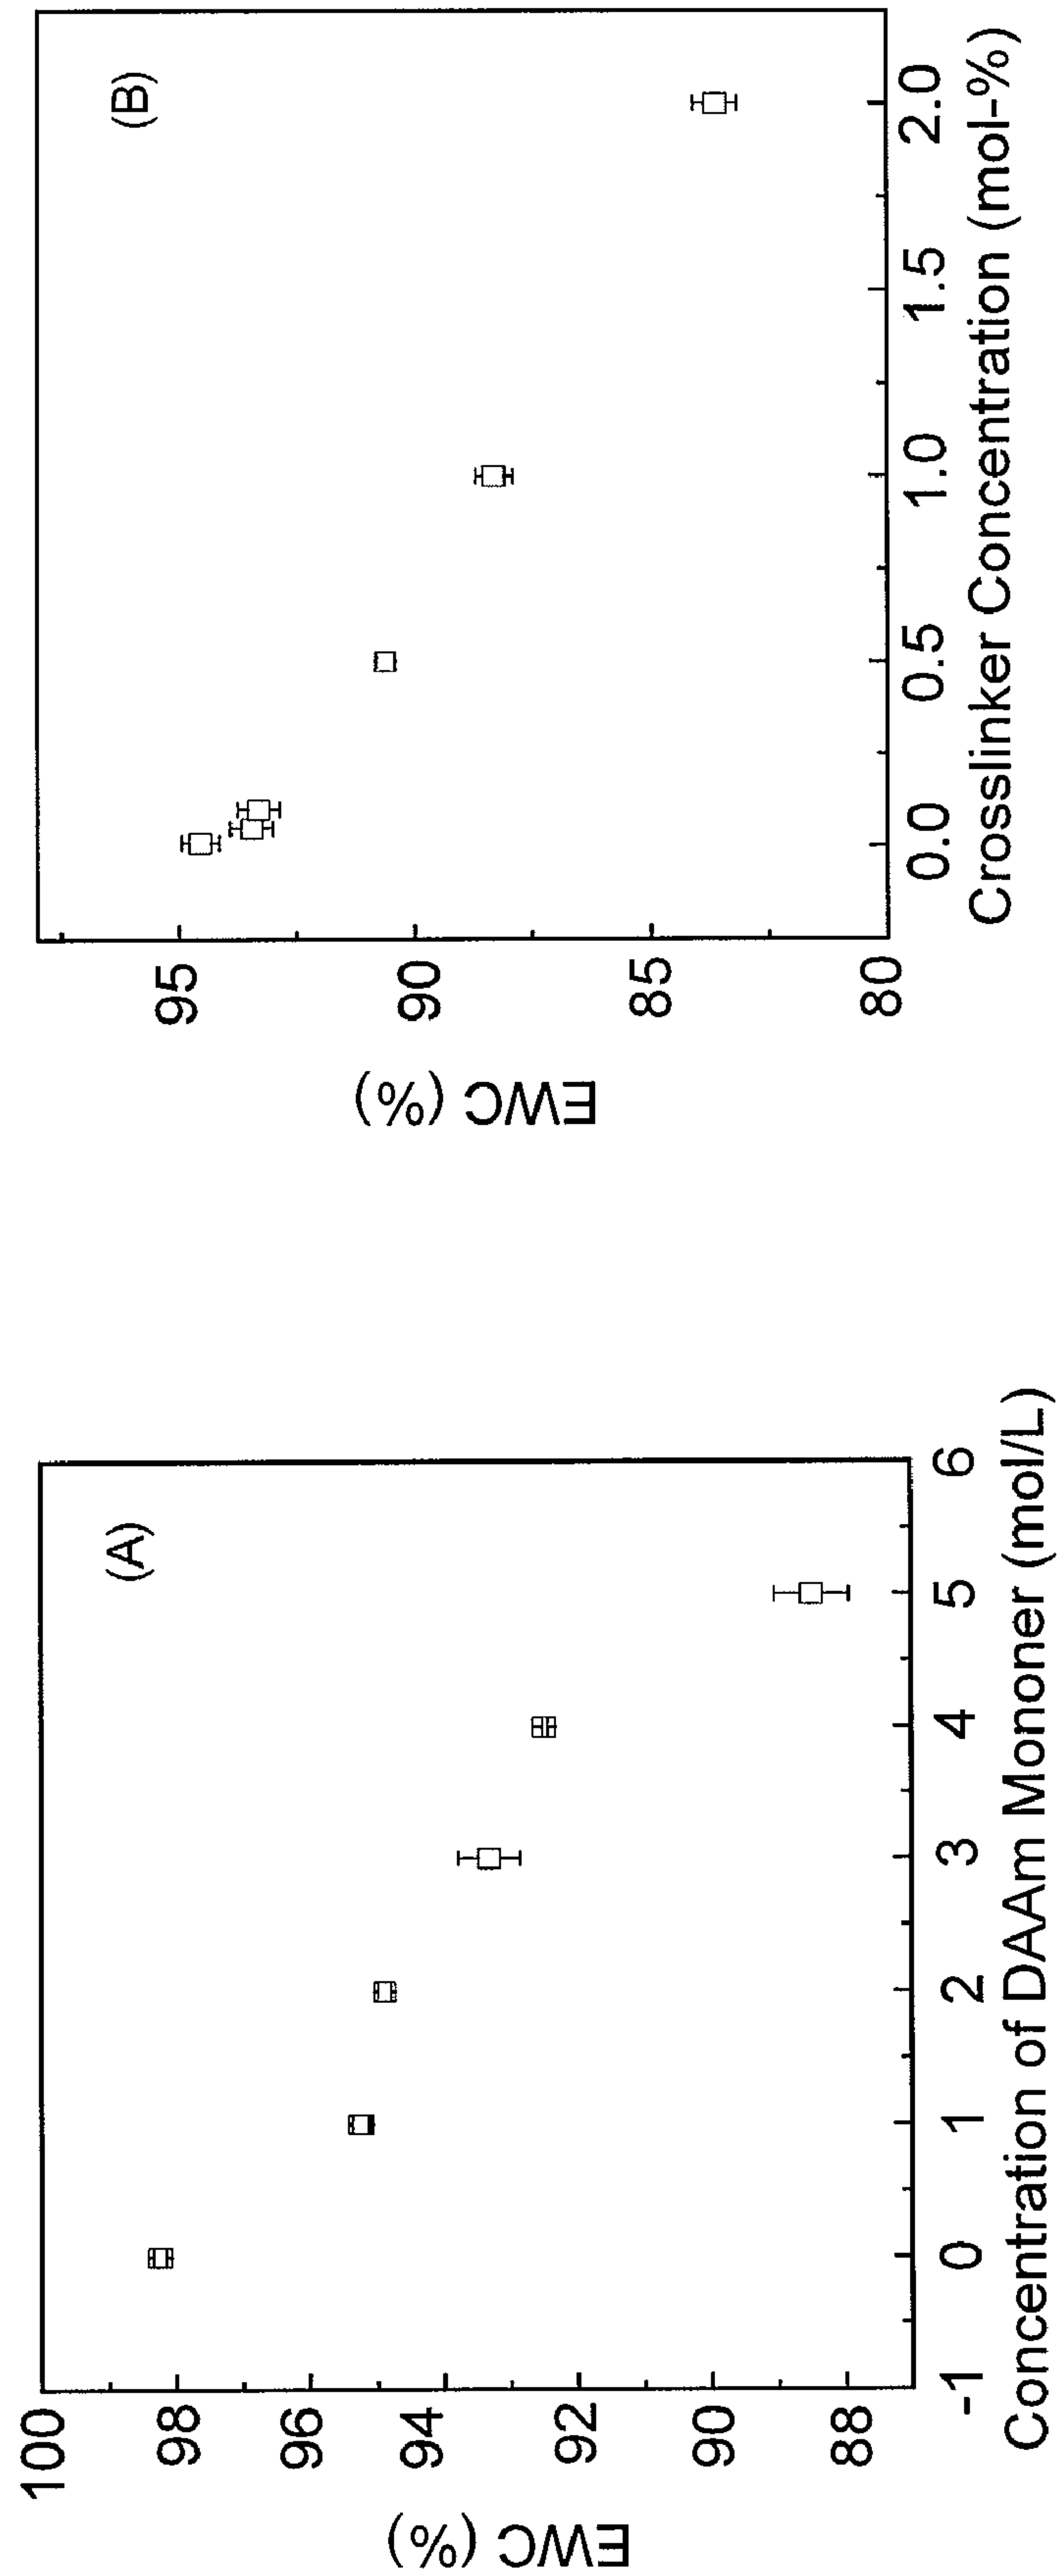 (A)
EWC (%)
100
98
96
94
92
90
88
-1 0 1 2 3 4 5 6
Concentration of DAAm Mononer (mol/L)
(B)
EWC (%)
95
90
85
80
0.0 0.5 1.0 1.5 2.0
Crosslinker Concentration (mol-%)